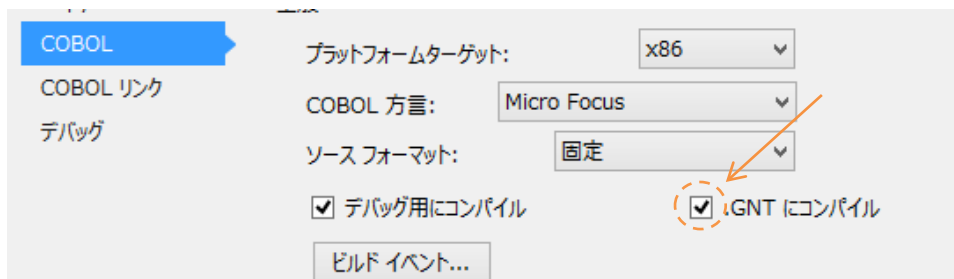 COBOL
COBOL リンク
デバッグ
プラットフォームターゲット: x86
COBOL 方言: Micro Focus
ソース フォーマット: 固定
デバッグ用にコンパイル .GNT にコンパイル
ビルド イベント...